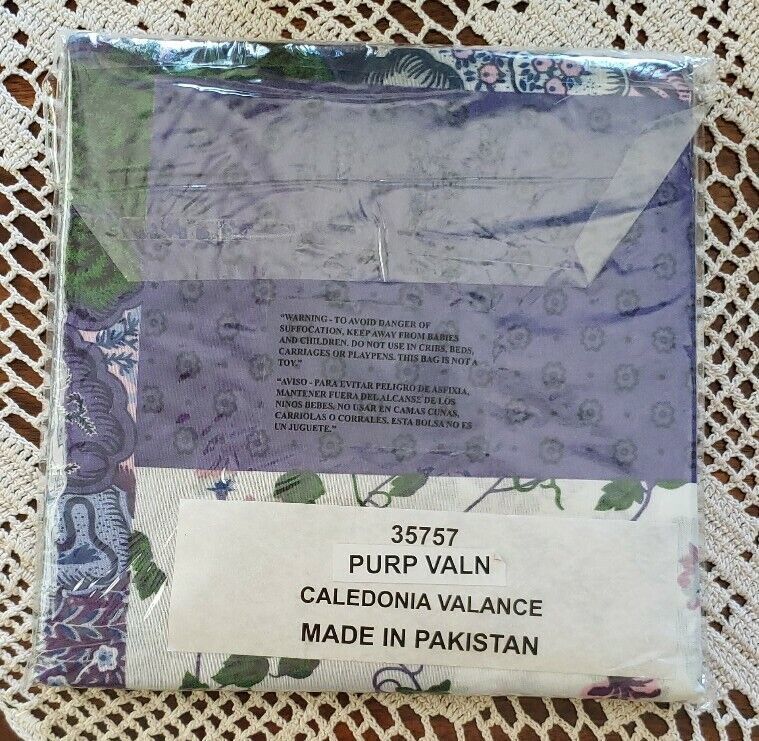 "WARNING - TO AVOID DANGER OF
SUFFOCATION, KEEP AWAY FROM BABIES
AND CHILDREN. DO NOT USE IN CRIBS, BEDS,
CARRIAGES OR PLAYPENS. THIS BAG IS NOT A
TOY."
"AVISO - PARA EVITAR PELIGRO DE ASFIXIA,
MANTENER FUERA DEL ALCANSE DE LOS
NINOS BEBES, NO USAR EN CAMAS CUNAS,
CARRIOLAS O CORRALES. ESTA BOLSA NO ES
UN JUGUETE."
35757
PURP VALN
CALEDONIA VALANCE
MADE IN PAKISTAN